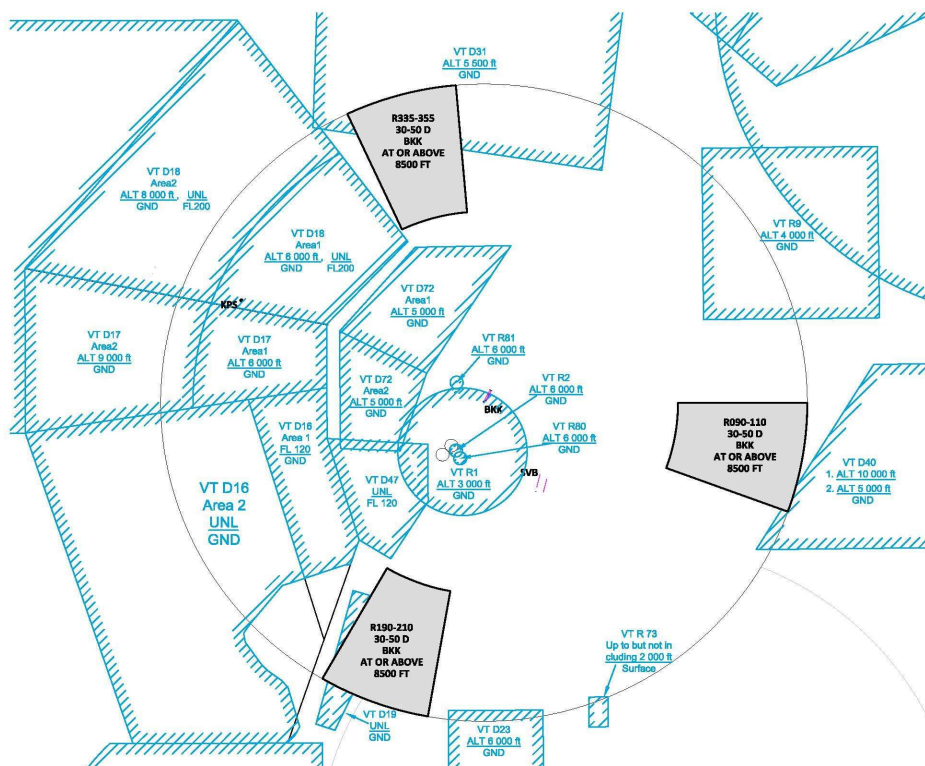 VT D31
ALT 5 500 ft
GND
R335-355
30-50 D
BKK
AT OR ABOVE
8500 FT
VT D18
Area2
ALT 8 000 ft , UNL
GND FL200
VT D18
Area1
ALT 6 000 ft , UNL
GND FL200
VT R9
ALT 4 000 ft
GND
KPS
VT D72
Area1
ALT 5 000 ft
GND
VT D17
Area2
ALT 9 000 ft
GND
VT D17
Area1
ALT 6 000 ft
GND
VT R81
ALT 6 000 ft
GND
VT D72
Area2
ALT 5 000 ft
GND
VT R2
ALT 6 000 ft
GND
BKK
VT D16
Area 1
FL 120
GND
VT R80
ALT 6 000 ft
GND
R090-110
30-50 D
BKK
AT OR ABOVE
8500 FT
VT D16
Area 2
UNL
GND
VT D47
UNL
FL 120
VT R1
ALT 3 000 ft
GND
SVB
VT D40
1. ALT 10 000 ft
2. ALT 5 000 ft
GND
R190-210
30-50 D
BKK
AT OR ABOVE
8500 FT
VT R 73
Up to but not in
cluding 2 000 ft
Surface
VT D19
UNL
GND
VT D23
ALT 6 000 ft
GND